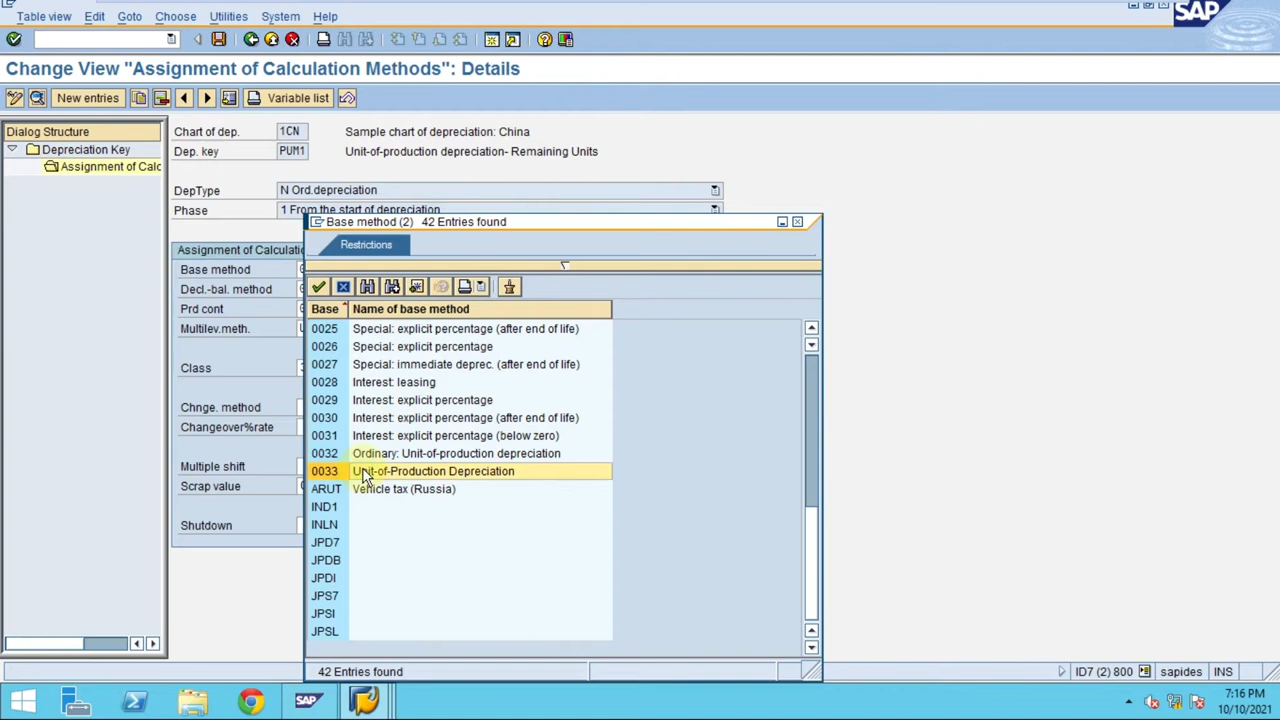 Table view Edit Goto Choose Utilities System Help
SAP
Change View "Assignment of Calculation Methods": Details
New entries Variable list
Dialog Structure
Depreciation Key
Assignment of Calc
Chart of dep. 1CN Sample chart of depreciation: China
Dep. key PUM1 Unit-of-production depreciation- Remaining Units
DepType N Ord.depreciation
Phase 1 From the start of depreciation
Assignment of Calculatio
Base method
Decl.-bal. method
Prd cont
Multilev.meth.
Class
Chnge. method
Changeover%rate
Multiple shift
Scrap value
Shutdown
Base method (2) 42 Entries found
Restrictions
Base Name of base method
0025 Special: explicit percentage (after end of life)
0026 Special: explicit percentage
0027 Special: immediate deprec. (after end of life)
0028 Interest: leasing
0029 Interest: explicit percentage
0030 Interest: explicit percentage (after end of life)
0031 Interest: explicit percentage (below zero)
0032 Ordinary: Unit-of-production depreciation
0033 Unit-of-Production Depreciation
ARUT Vehicle tax (Russia)
IND1
INLN
JPD7
JPDB
JPDI
JPS7
JPSI
JPSL
42 Entries found
ID7 (2) 800 sapides INS
SAP
7:16 PM
10/10/2021